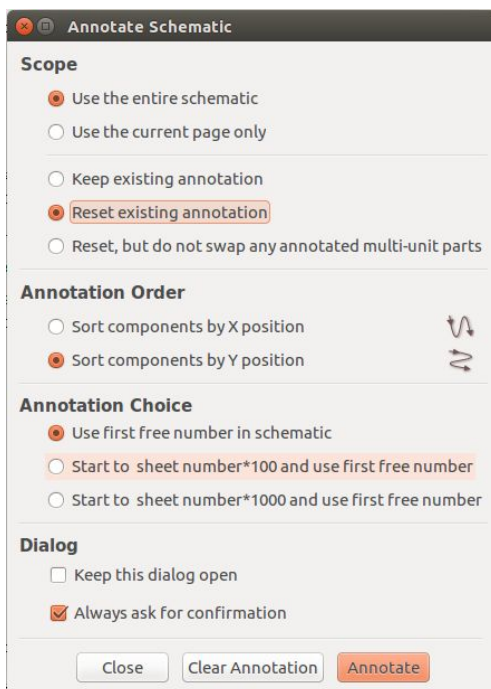 Annotate Schematic
Scope
Use the entire schematic
Use the current page only
Keep existing annotation
Reset existing annotation
Reset, but do not swap any annotated multi-unit parts
Annotation Order
Sort components by X position
Sort components by Y position
Annotation Choice
Use first free number in schematic
Start to  sheet number*100 and use first free number
Start to  sheet number*1000 and use first free number
Dialog
Keep this dialog open
Always ask for confirmation
Close Clear Annotation Annotate